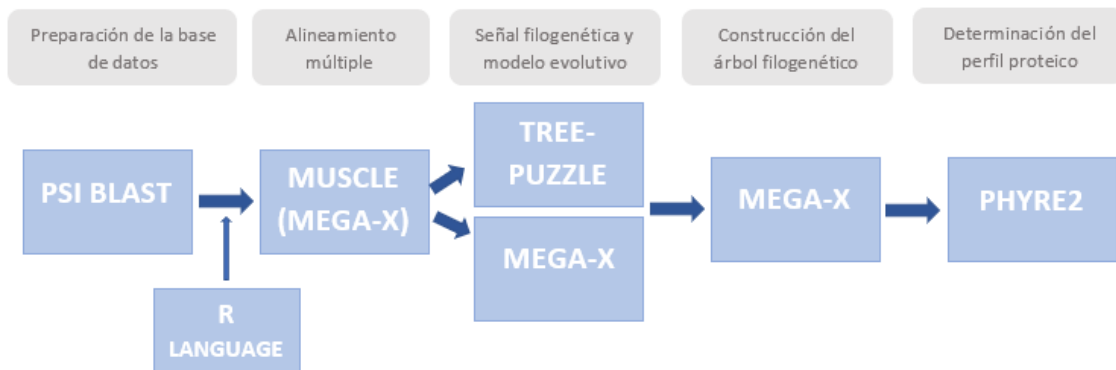 Preparación de la base
de datos
Alineamiento
múltiple
Señal filogenética y
modelo evolutivo
Construcción del
árbol filogenético
Determinación del
perfil proteico
PSI BLAST
MUSCLE
(MEGA-X)
TREE-
PUZZLE
MEGA-X
MEGA-X
PHYRE2
R
LANGUAGE